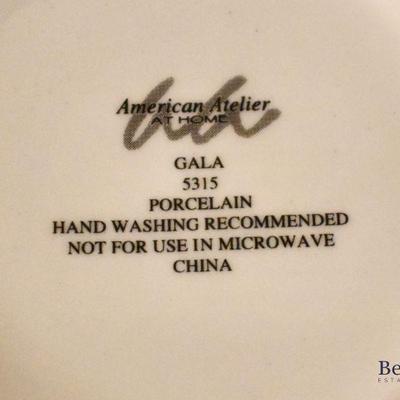 American Atelier
AT HOME
GALA
5315
PORCELAIN
HAND WASHING RECOMMENDED
NOT FOR USE IN MICROWAVE
CHINA